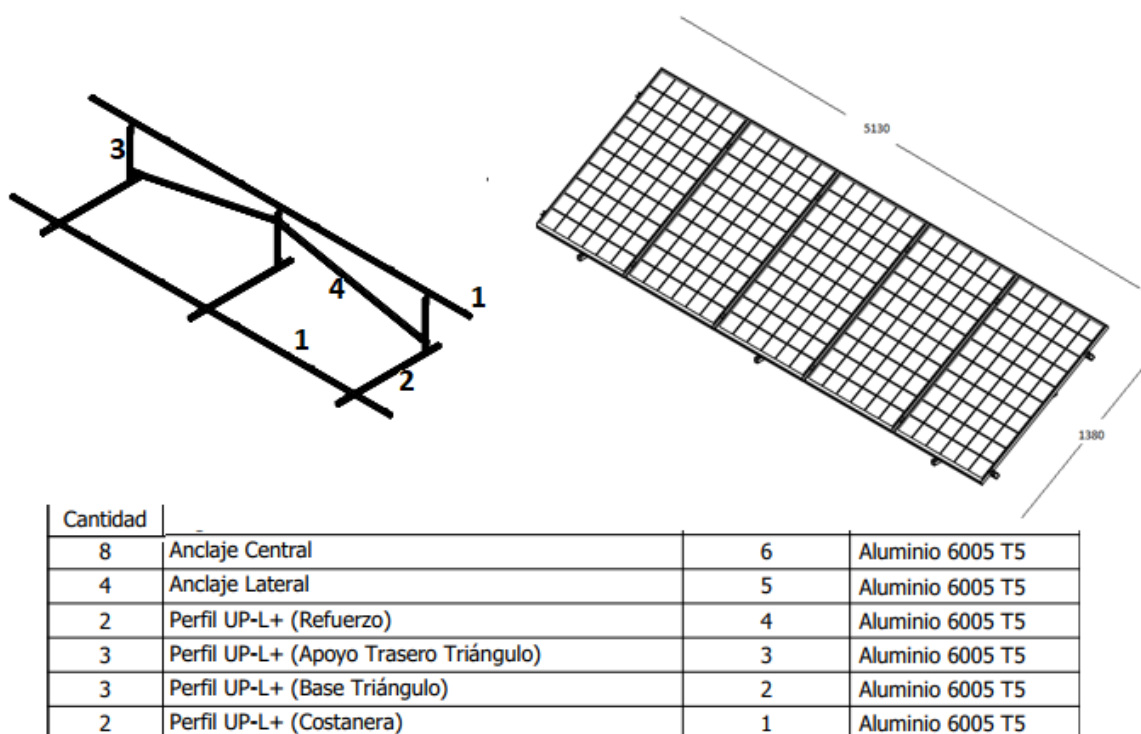 5130
3
1
4
1
2
1380
Cantidad
8 Anclaje Central 6 Aluminio 6005 T5
4 Anclaje Lateral 5 Aluminio 6005 T5
2 Perfil UP-L+ (Refuerzo) 4 Aluminio 6005 T5
3 Perfil UP-L+ (Apoyo Trasero Triángulo) 3 Aluminio 6005 T5
3 Perfil UP-L+ (Base Triángulo) 2 Aluminio 6005 T5
2 Perfil UP-L+ (Costanera) 1 Aluminio 6005 T5